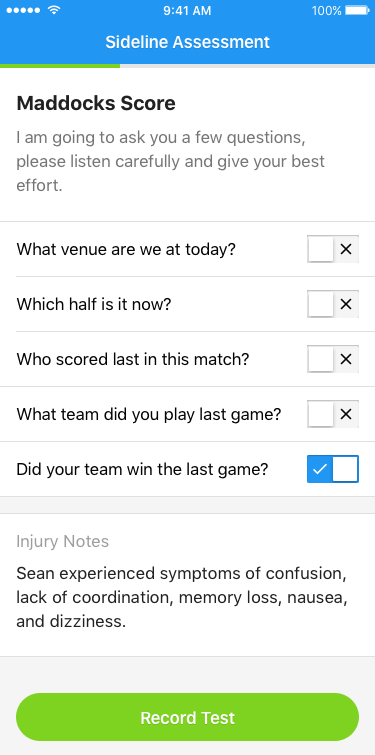 9:41 AM
100%
Sideline Assessment
Maddocks Score
I am going to ask you a few questions,
please listen carefully and give your best
effort.
What venue are we at today?
Which half is it now?
Who scored last in this match?
What team did you play last game?
Did your team win the last game?
Injury Notes
Sean experienced symptoms of confusion,
lack of coordination, memory loss, nausea,
and dizziness.
Record Test